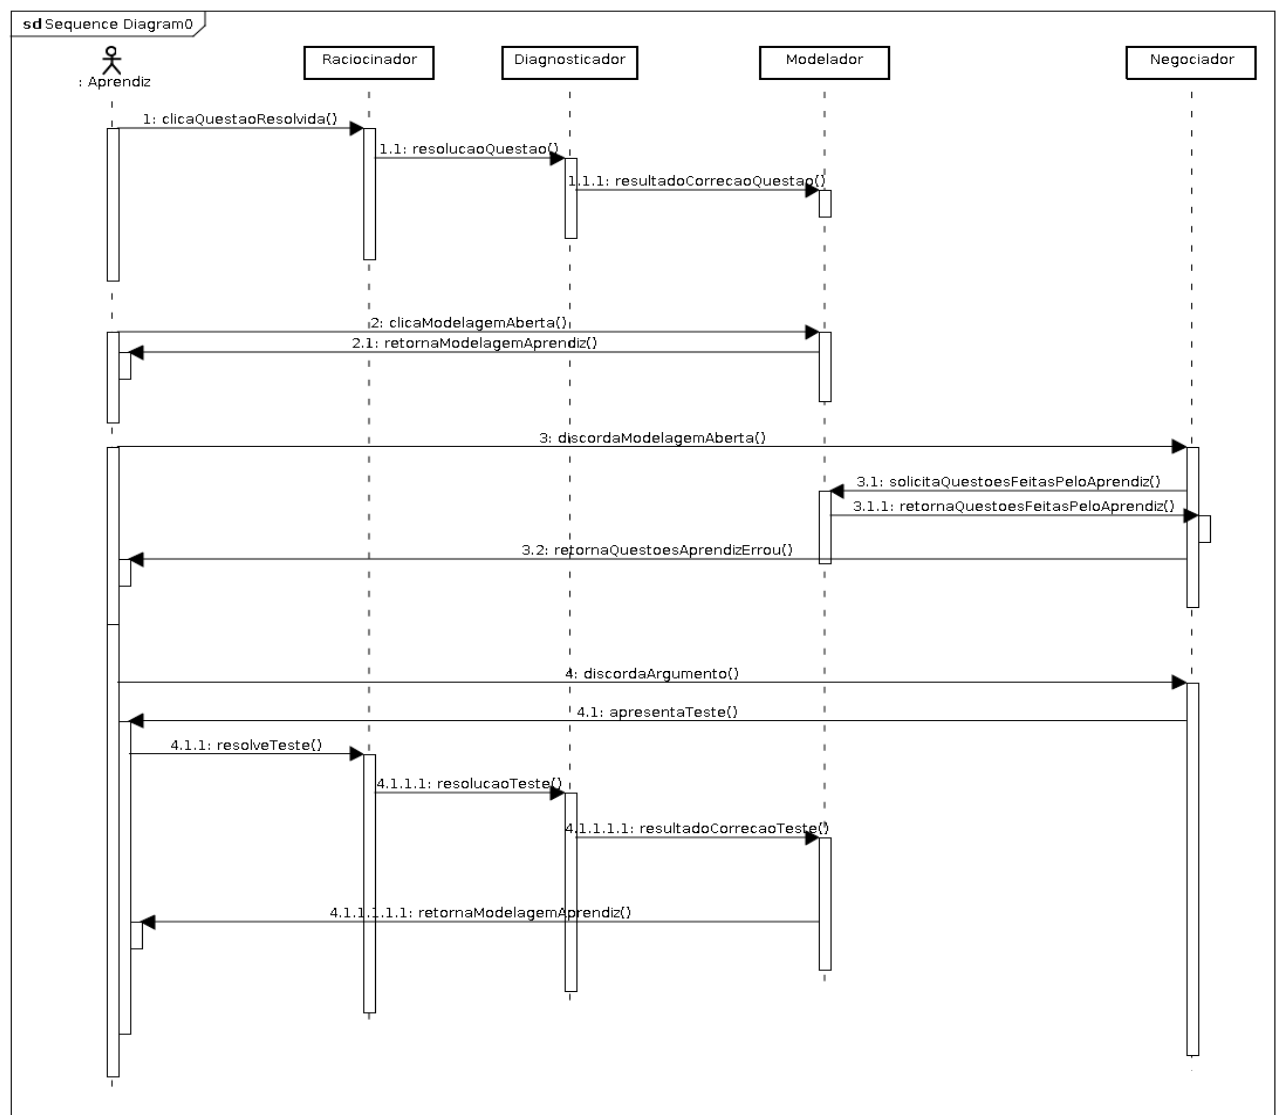 sd Sequence Diagram0
: Aprendiz
Raciocinador
Diagnosticador
Modelador
Negociador
1: clicaQuestaoResolvida()
1.1: resolucaoQuestao()
1.1.1: resultadoCorrecaoQuestao()
2: clicaModelagemAberta()
2.1: retornaModelagemAprendiz()
3: discordaModelagemAberta()
3.1: solicitaQuestoesFeitasPeloAprendiz()
3.1.1: retornaQuestoesFeitasPeloAprendiz()
3.2: retornaQuestoesAprendizErrou()
4: discordaArgumento()
4.1: apresentaTeste()
4.1.1: resolveTeste()
4.1.1.1: resolucaoTeste()
4.1.1.1.1: resultadoCorrecaoTeste()
4.1.1.1.1.1: retornaModelagemAprendiz()